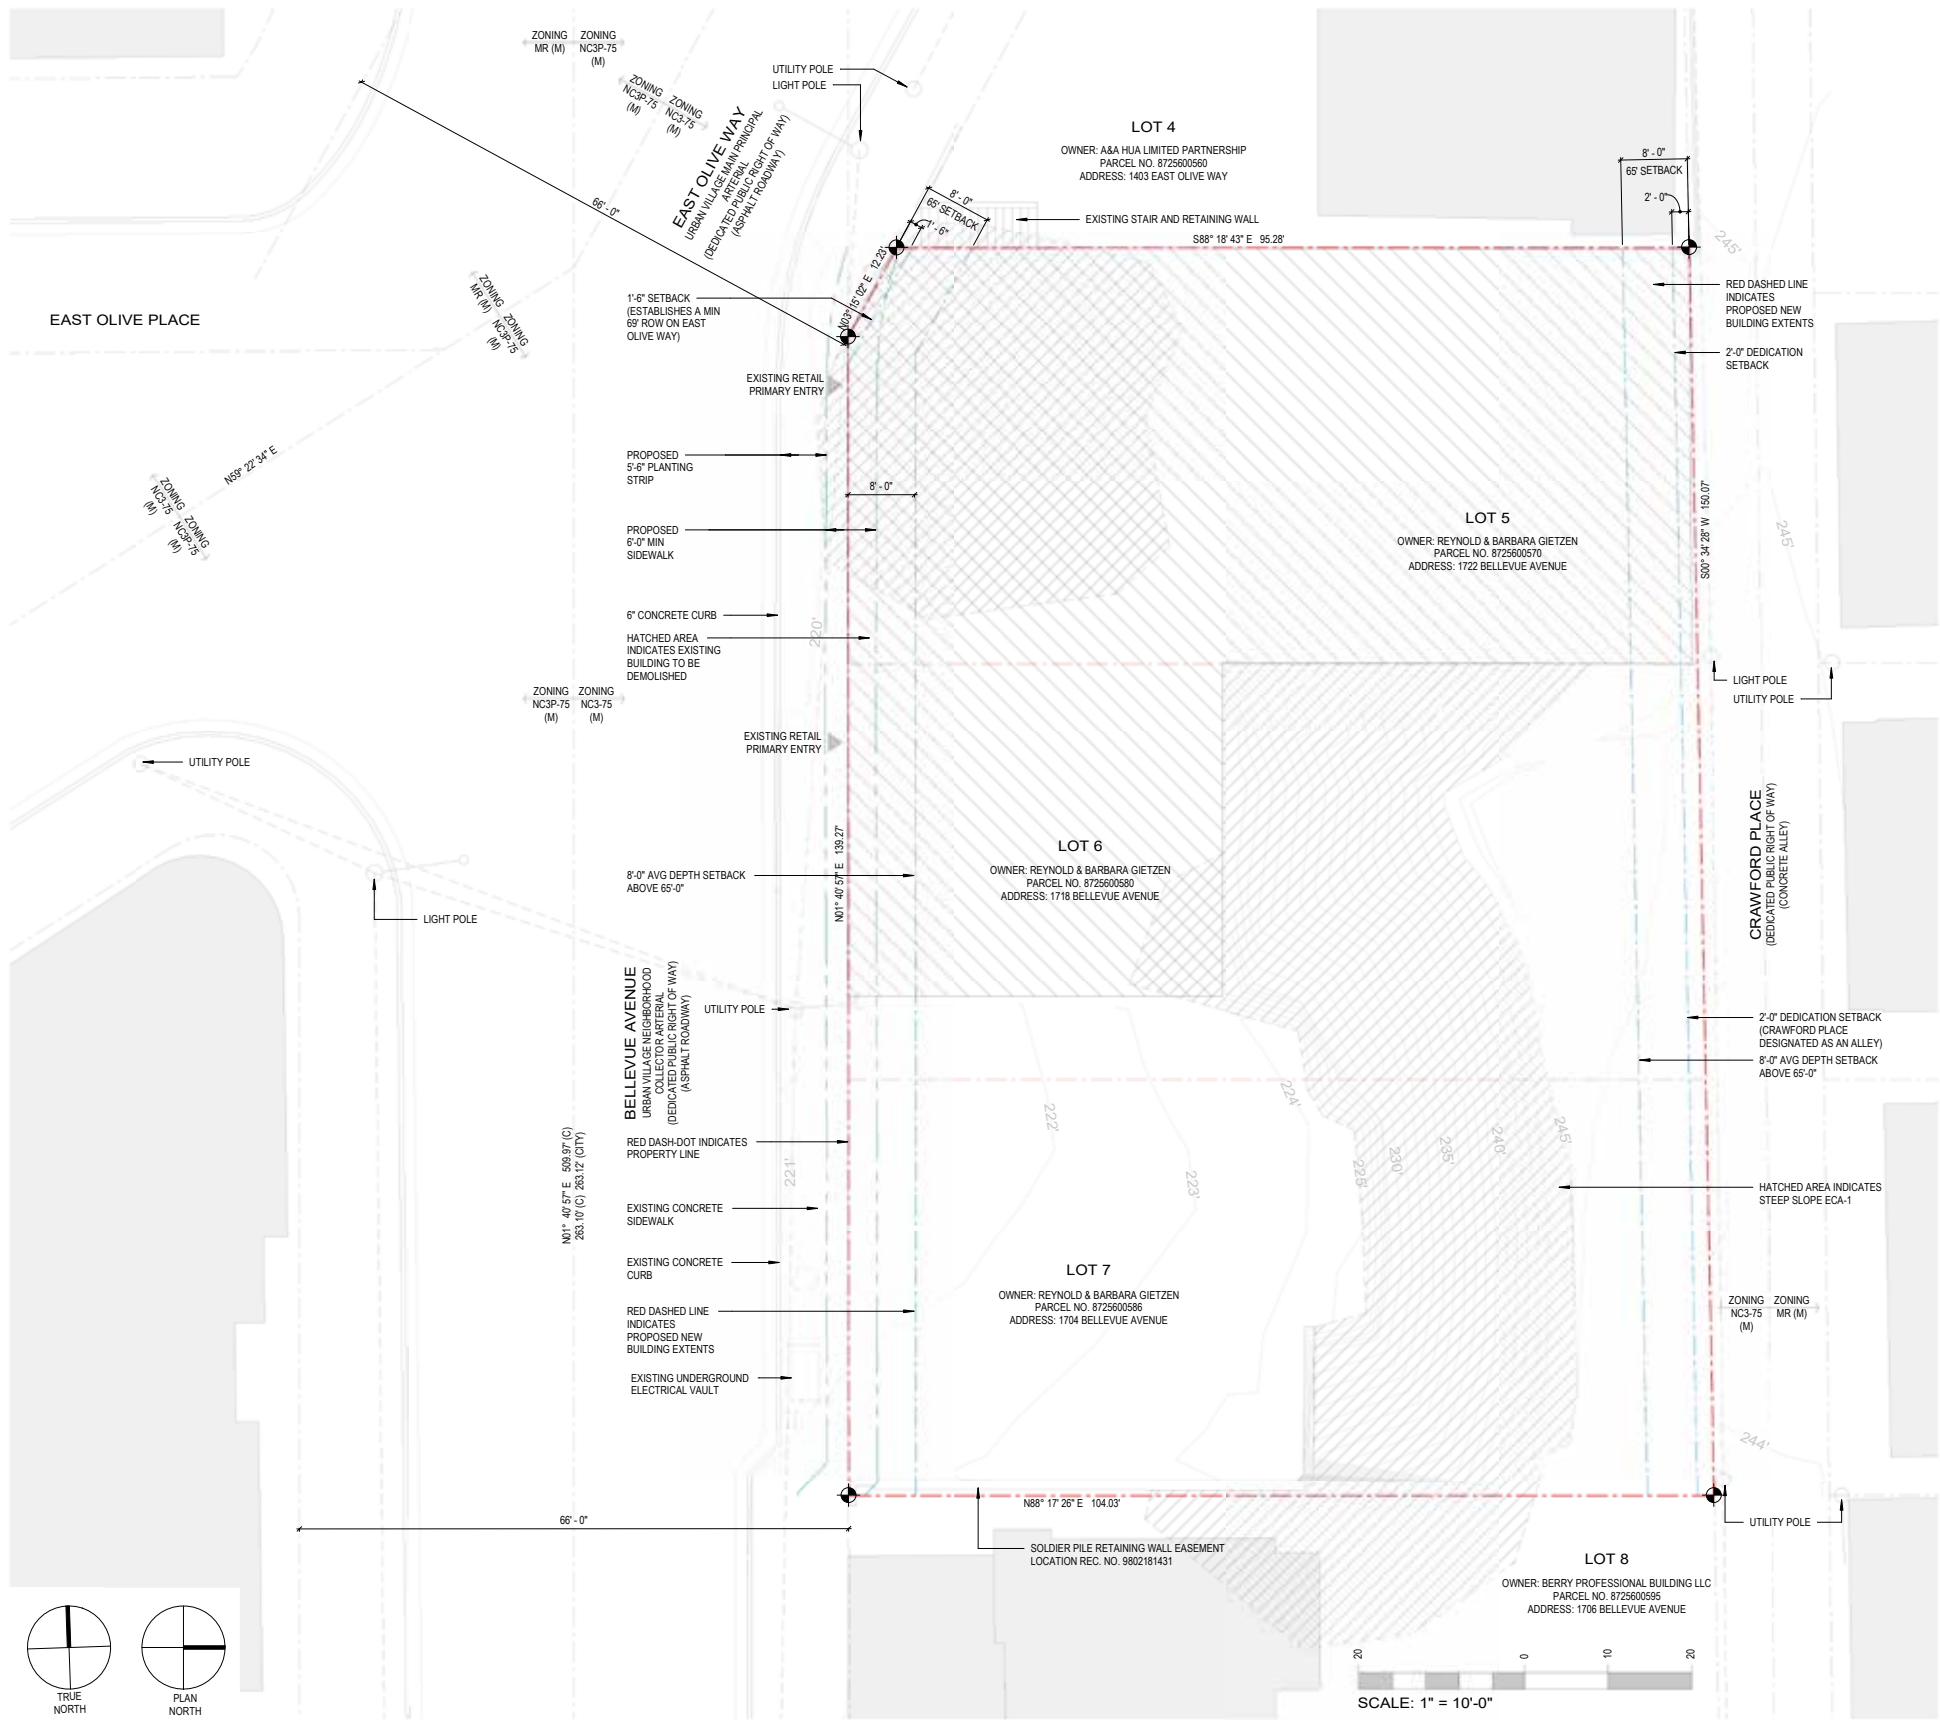 ZONING ZONING
MR (M) NC3P-75
(M)
ZONING ZONING
NC3P-75 NC3-75
(M) (M)
UTILITY POLE
LIGHT POLE
EAST OLIVE WAY
URBAN VILLAGE MAIN PRINCIPAL
ARTERIAL
(DEDICATED PUBLIC RIGHT OF WAY)
(ASPHALT ROADWAY)
66' - 0"
LOT 4
OWNER: A&A HUA LIMITED PARTNERSHIP
PARCEL NO. 8725600560
ADDRESS: 1403 EAST OLIVE WAY
8' - 0"
65' SETBACK
1' - 6"
EXISTING STAIR AND RETAINING WALL
S88° 18' 43" E 95.28'
8' - 0"
65' SETBACK
2' - 0"
245'
N03° 15' 02" E 12.23'
1'-6" SETBACK
(ESTABLISHES A MIN
69' ROW ON EAST
OLIVE WAY)
RED DASHED LINE
INDICATES
PROPOSED NEW
BUILDING EXTENTS
2'-0" DEDICATION
SETBACK
EAST OLIVE PLACE
ZONING ZONING
MR (M) NC3P-75
(M)
EXISTING RETAIL
PRIMARY ENTRY
N59° 22' 34" E
ZONING ZONING
NC3-75 NC3P-75
(M) (M)
PROPOSED
5'-6" PLANTING
STRIP
8' - 0"
PROPOSED
6'-0" MIN
SIDEWALK
LOT 5
OWNER: REYNOLD & BARBARA GIETZEN
PARCEL NO. 8725600570
ADDRESS: 1722 BELLEVUE AVENUE
S00° 34' 28" W 150.07'
245'
6" CONCRETE CURB
220'
HATCHED AREA
INDICATES EXISTING
BUILDING TO BE
DEMOLISHED
ZONING ZONING
NC3P-75 NC3-75
(M) (M)
LIGHT POLE
UTILITY POLE
EXISTING RETAIL
PRIMARY ENTRY
UTILITY POLE
LIGHT POLE
N01° 40' 57" E 139.27'
8'-0" AVG DEPTH SETBACK
ABOVE 65'-0"
LOT 6
OWNER: REYNOLD & BARBARA GIETZEN
PARCEL NO. 8725600580
ADDRESS: 1718 BELLEVUE AVENUE
CRAWFORD PLACE
(DEDICATED PUBLIC RIGHT OF WAY)
(CONCRETE ALLEY)
BELLEVUE AVENUE
URBAN VILLAGE NEIGHBORHOOD
COLLECTOR ARTERIAL
(DEDICATED PUBLIC RIGHT OF WAY)
(ASPHALT ROADWAY)
UTILITY POLE
2'-0" DEDICATION SETBACK
(CRAWFORD PLACE
DESIGNATED AS AN ALLEY)
8'-0" AVG DEPTH SETBACK
ABOVE 65'-0"
RED DASH-DOT INDICATES
PROPERTY LINE
221'
222'
223'
224'
225'
230'
235'
240'
245'
N01° 40' 57" E 509.97' (C)
263.10' (C) 263.12' (CITY)
EXISTING CONCRETE
SIDEWALK
HATCHED AREA INDICATES
STEEP SLOPE ECA-1
EXISTING CONCRETE
CURB
LOT 7
OWNER: REYNOLD & BARBARA GIETZEN
PARCEL NO. 8725600586
ADDRESS: 1704 BELLEVUE AVENUE
RED DASHED LINE
INDICATES
PROPOSED NEW
BUILDING EXTENTS
ZONING ZONING
NC3-75 MR (M)
(M)
EXISTING UNDERGROUND
ELECTRICAL VAULT
244'
N88° 17' 26" E 104.03'
66' - 0"
UTILITY POLE
SOLDIER PILE RETAINING WALL EASEMENT
LOCATION REC. NO. 9802181431
LOT 8
OWNER: BERRY PROFESSIONAL BUILDING LLC
PARCEL NO. 8725600595
ADDRESS: 1706 BELLEVUE AVENUE
TRUE
NORTH
PLAN
NORTH
20 0 10 20
SCALE: 1" = 10'-0"